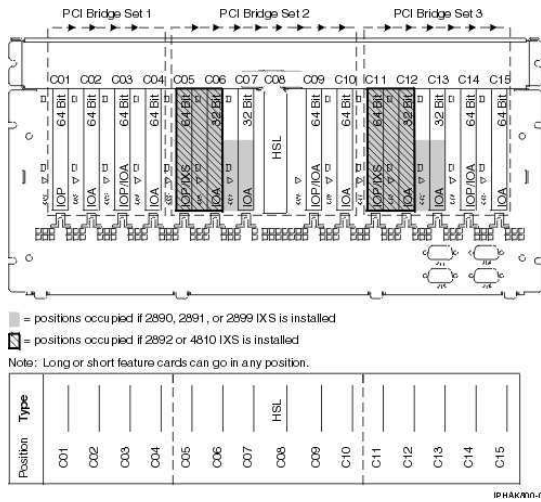 PCI Bridge Set 1 PCI Bridge Set 2 PCI Bridge Set 3
C01 C02 C03 C04 C05 C06 C07 C08 C09 C10 C11 C12 C13 C14 C15
64 Bit 64 Bit 64 Bit 64 Bit 64 Bit 32 Bit 32 Bit 64 Bit 64 Bit 64 Bit 32 Bit 32 Bit 64 Bit 64 Bit
HSL
IOP IOA IOP/IOA IOA IOP/IXS IOA IOA IOP/IOA IOA IOP/IXS IOA IOA IOP/IOA IOA
J11
J15
= positions occupied if 2890, 2891, or 2899 IXS is installed
= positions occupied if 2892 or 4810 IXS is installed
Note: Long or short feature cards can go in any position.
Type HSL
Position C01 C02 C03 C04 C05 C06 C07 C08 C09 C10 C11 C12 C13 C14 C15